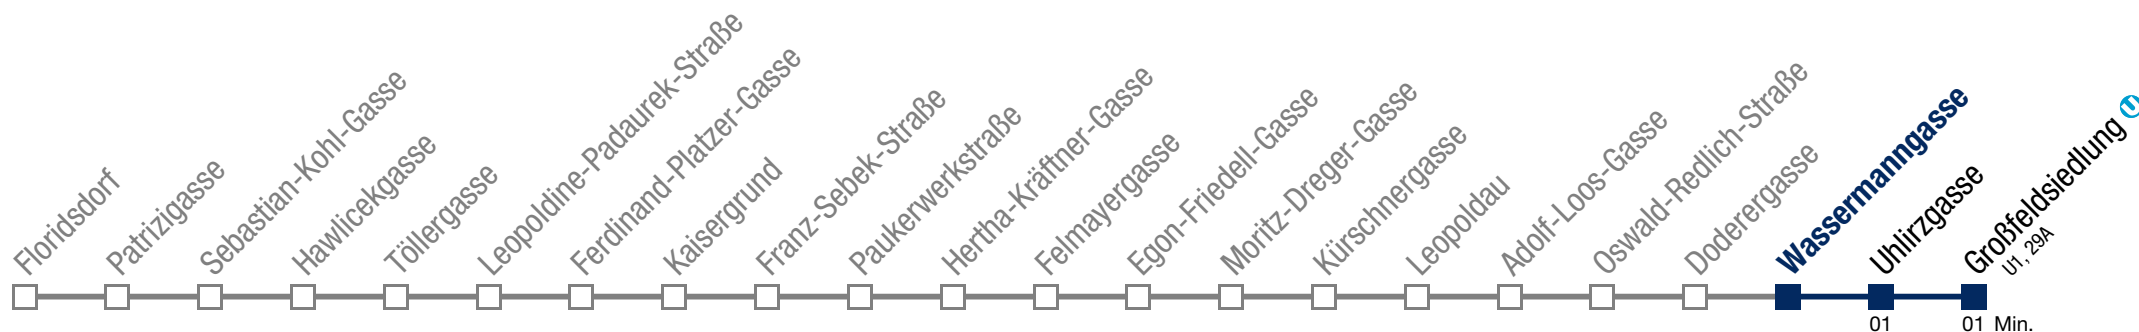 Floridsdorf
Patrizigasse
Sebastian-Kohl-Gasse
Hawlicekgasse
Töllergasse
Leopoldine-Padaurek-Straße
Ferdinand-Platzer-Gasse
Kaisergrund
Franz-Sebek-Straße
Paukerwerkstraße
Hertha-Kräftner-Gasse
Felmayergasse
Egon-Friedell-Gasse
Moritz-Dreger-Gasse
Kürschnergasse
Leopoldau
Adolf-Loos-Gasse
Oswald-Redlich-Straße
Doderergasse
Wassermanngasse
Uhlirzgasse
Großfeldsiedlung U
U1, 29A
01 01 Min.